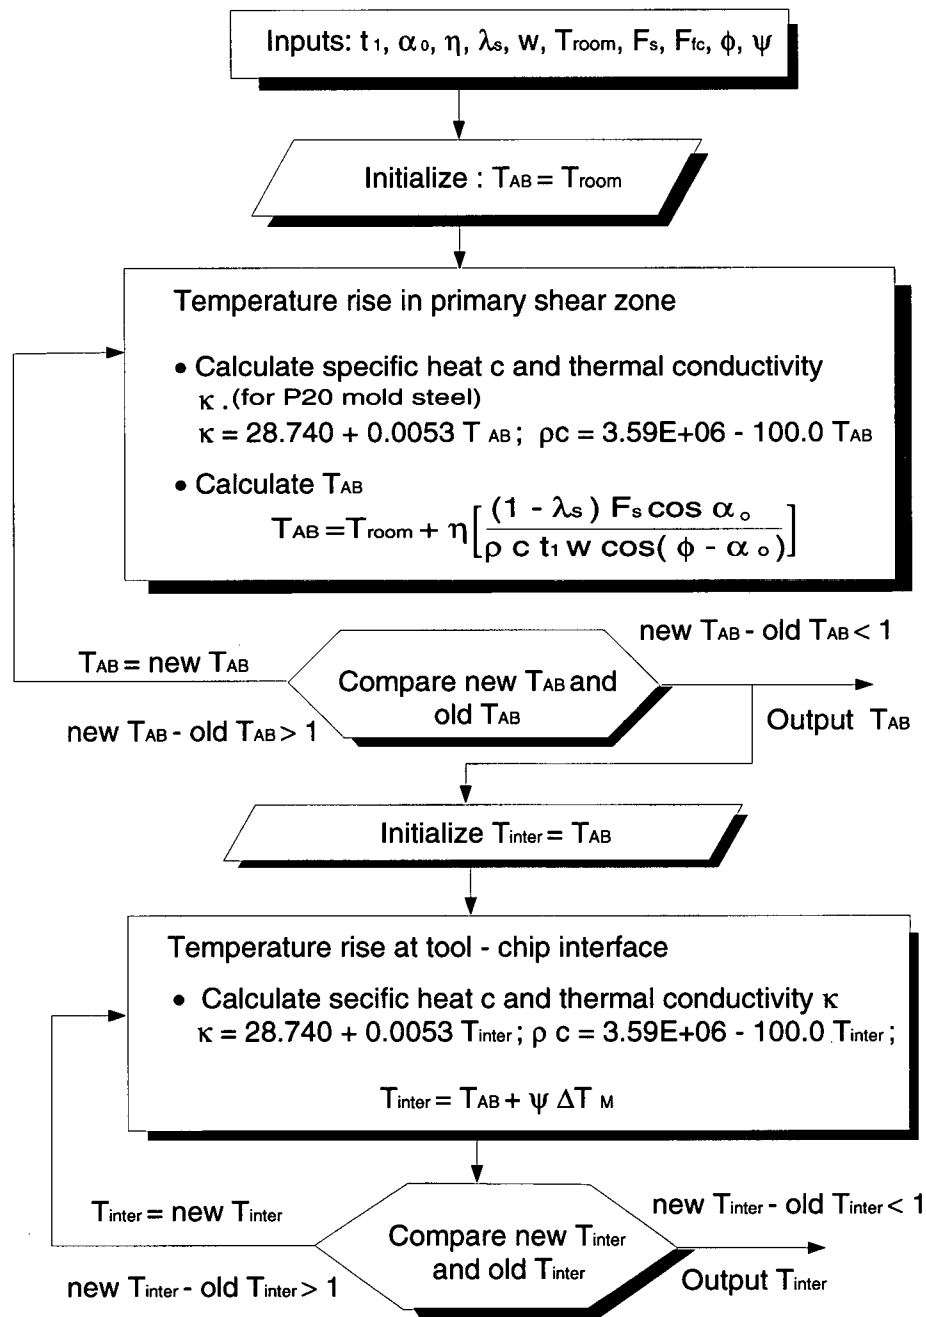 Inputs: t1, α0, η, λs, w, Troom, Fs, Ffc, ϕ, ψ
Initialize : TAB = Troom
Temperature rise in primary shear zone
• Calculate specific heat c and thermal conductivity
κ . (for P20 mold steel)
κ = 28.740 + 0.0053 T AB ; ρc = 3.59E+06 - 100.0 TAB
• Calculate TAB
TAB = Troom + η[(1 - λs) Fs cos αo / ρ c t1 w cos( ϕ - αo)]
new TAB - old TAB < 1
TAB = new TAB
Compare new TAB and
old TAB
Output TAB
new TAB - old TAB > 1
Initialize Tinter = TAB
Temperature rise at tool - chip interface
• Calculate secific heat c and thermal conductivity κ
κ = 28.740 + 0.0053 Tinter ; ρ c = 3.59E+06 - 100.0 Tinter ;
Tinter = TAB + ψ ΔT M
new Tinter - old Tinter < 1
Tinter = new Tinter
Compare new Tinter
and old Tinter
Output Tinter
new Tinter - old Tinter > 1